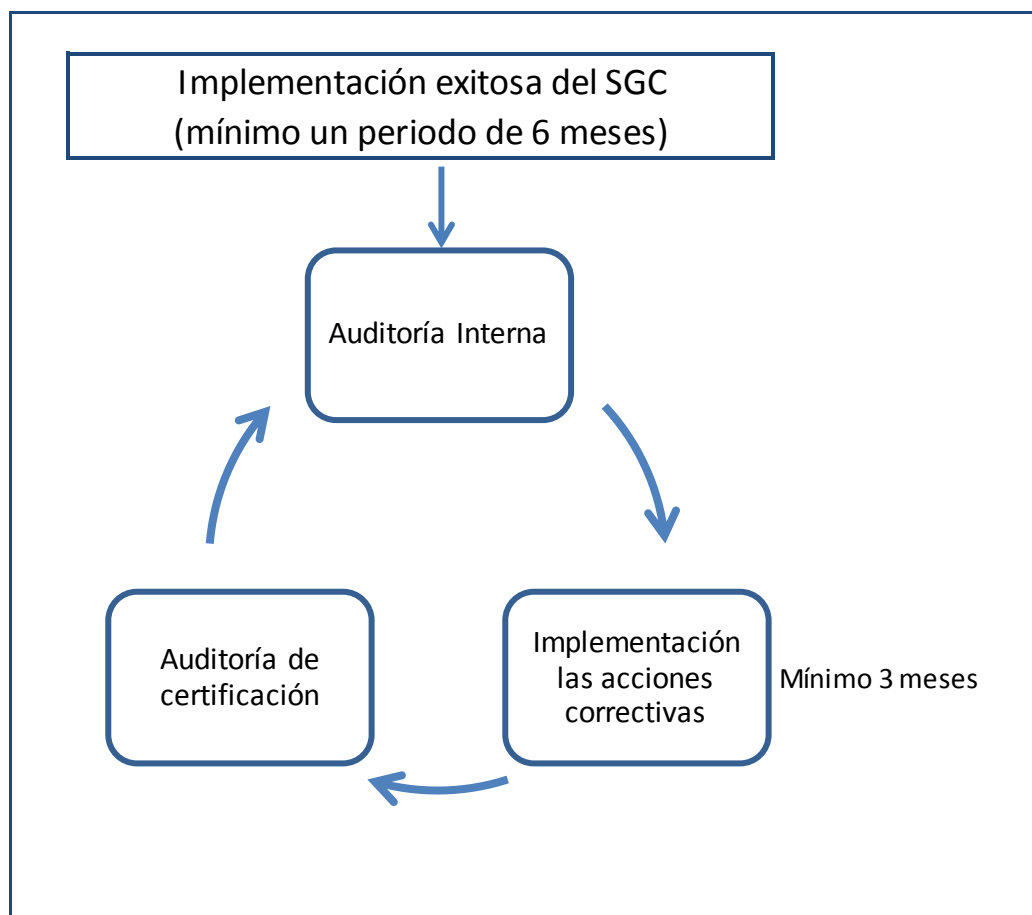 Implementación exitosa del SGC
(mínimo un periodo de 6 meses)
Auditoría Interna
Implementación
las acciones
correctivas
Mínimo 3 meses
Auditoría de
certificación